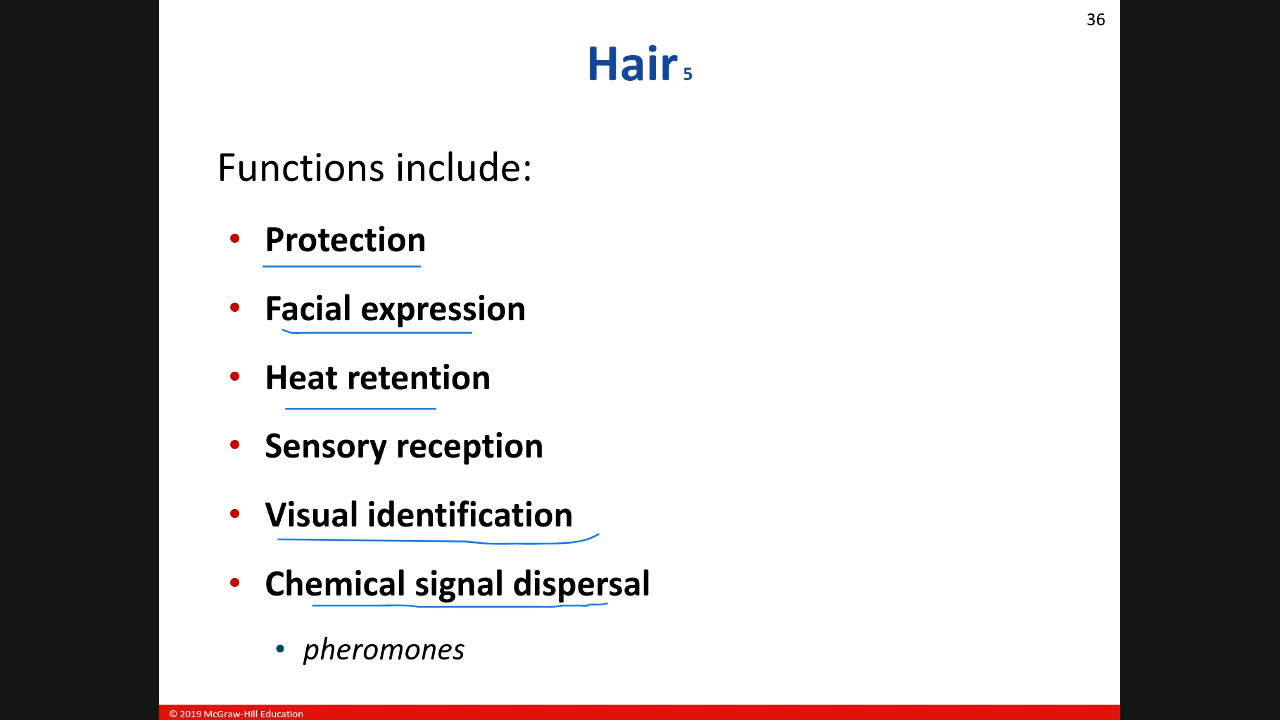 36
Hair 5
Functions include:
• Protection
• Facial expression
• Heat retention
• Sensory reception
• Visual identification
• Chemical signal dispersal
• pheromones
© 2019 McGraw-Hill Education